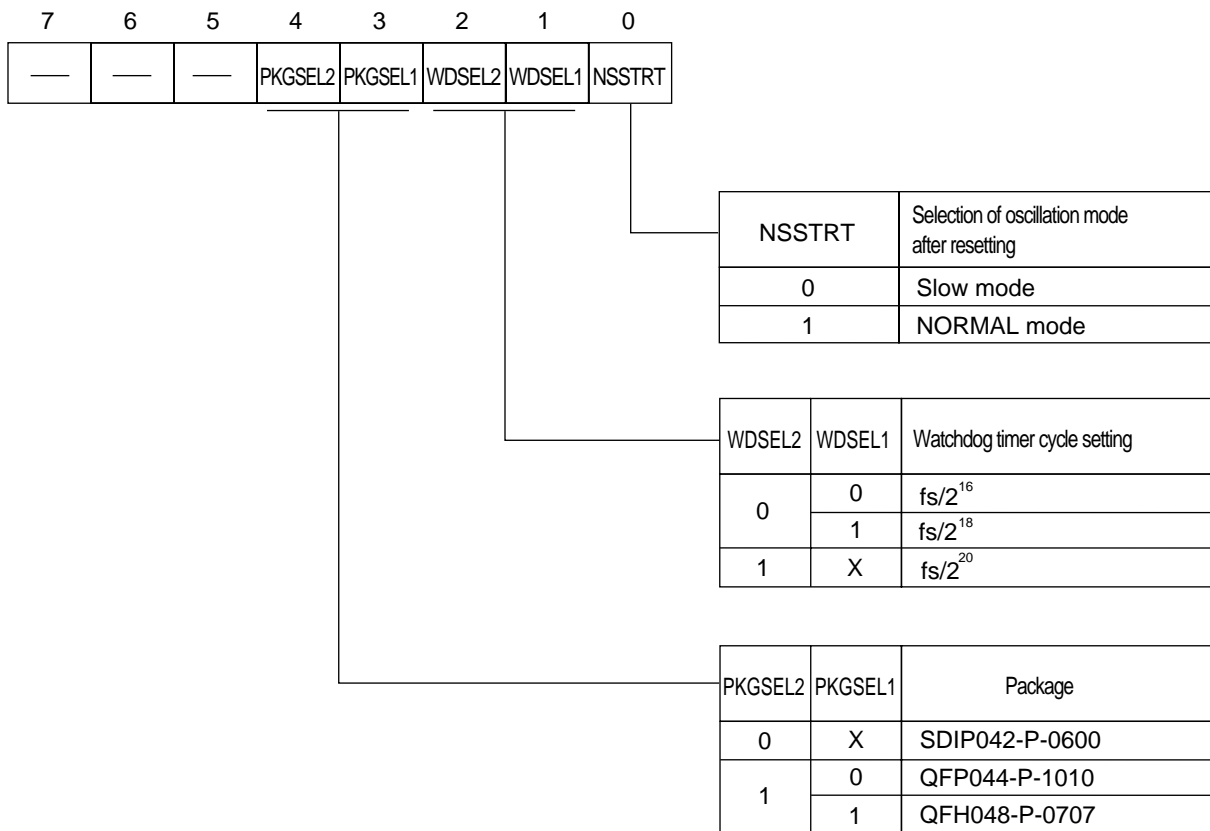 7 6 5 4 3 2 1 0
— — — PKGSEL2 PKGSEL1 WDSEL2 WDSEL1 NSSTRT
NSSTRT Selection of oscillation mode
after resetting
0 Slow mode
1 NORMAL mode
WDSEL2 WDSEL1 Watchdog timer cycle setting
0 0 fs/2^16
1 fs/2^18
1 X fs/2^20
PKGSEL2 PKGSEL1 Package
0 X SDIP042-P-0600
1 0 QFP044-P-1010
1 QFH048-P-0707